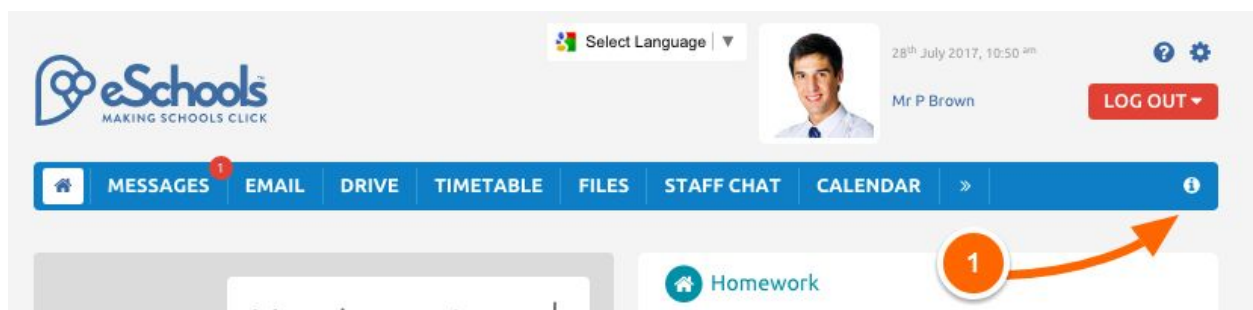 Select Language ▼
28th July 2017, 10:50 am
eSchools™
MAKING SCHOOLS CLICK
Mr P Brown
LOG OUT
1
MESSAGES EMAIL DRIVE TIMETABLE FILES STAFF CHAT CALENDAR »
1
Homework